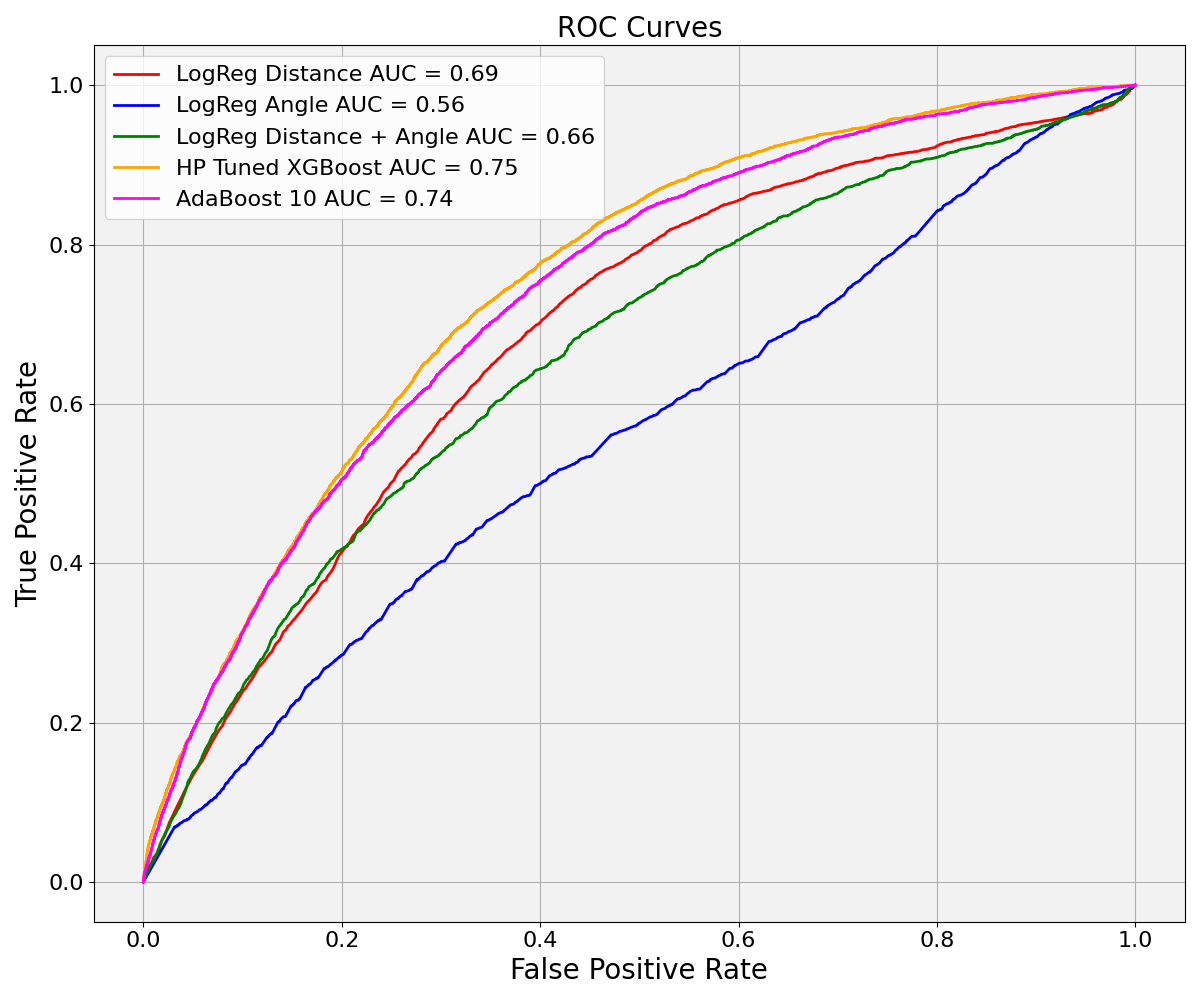 ROC Curves
LogReg Distance AUC = 0.69
LogReg Angle AUC = 0.56
LogReg Distance + Angle AUC = 0.66
HP Tuned XGBoost AUC = 0.75
AdaBoost 10 AUC = 0.74
True Positive Rate
1.0
0.8
0.6
0.4
0.2
0.0
0.0 0.2 0.4 0.6 0.8 1.0
False Positive Rate